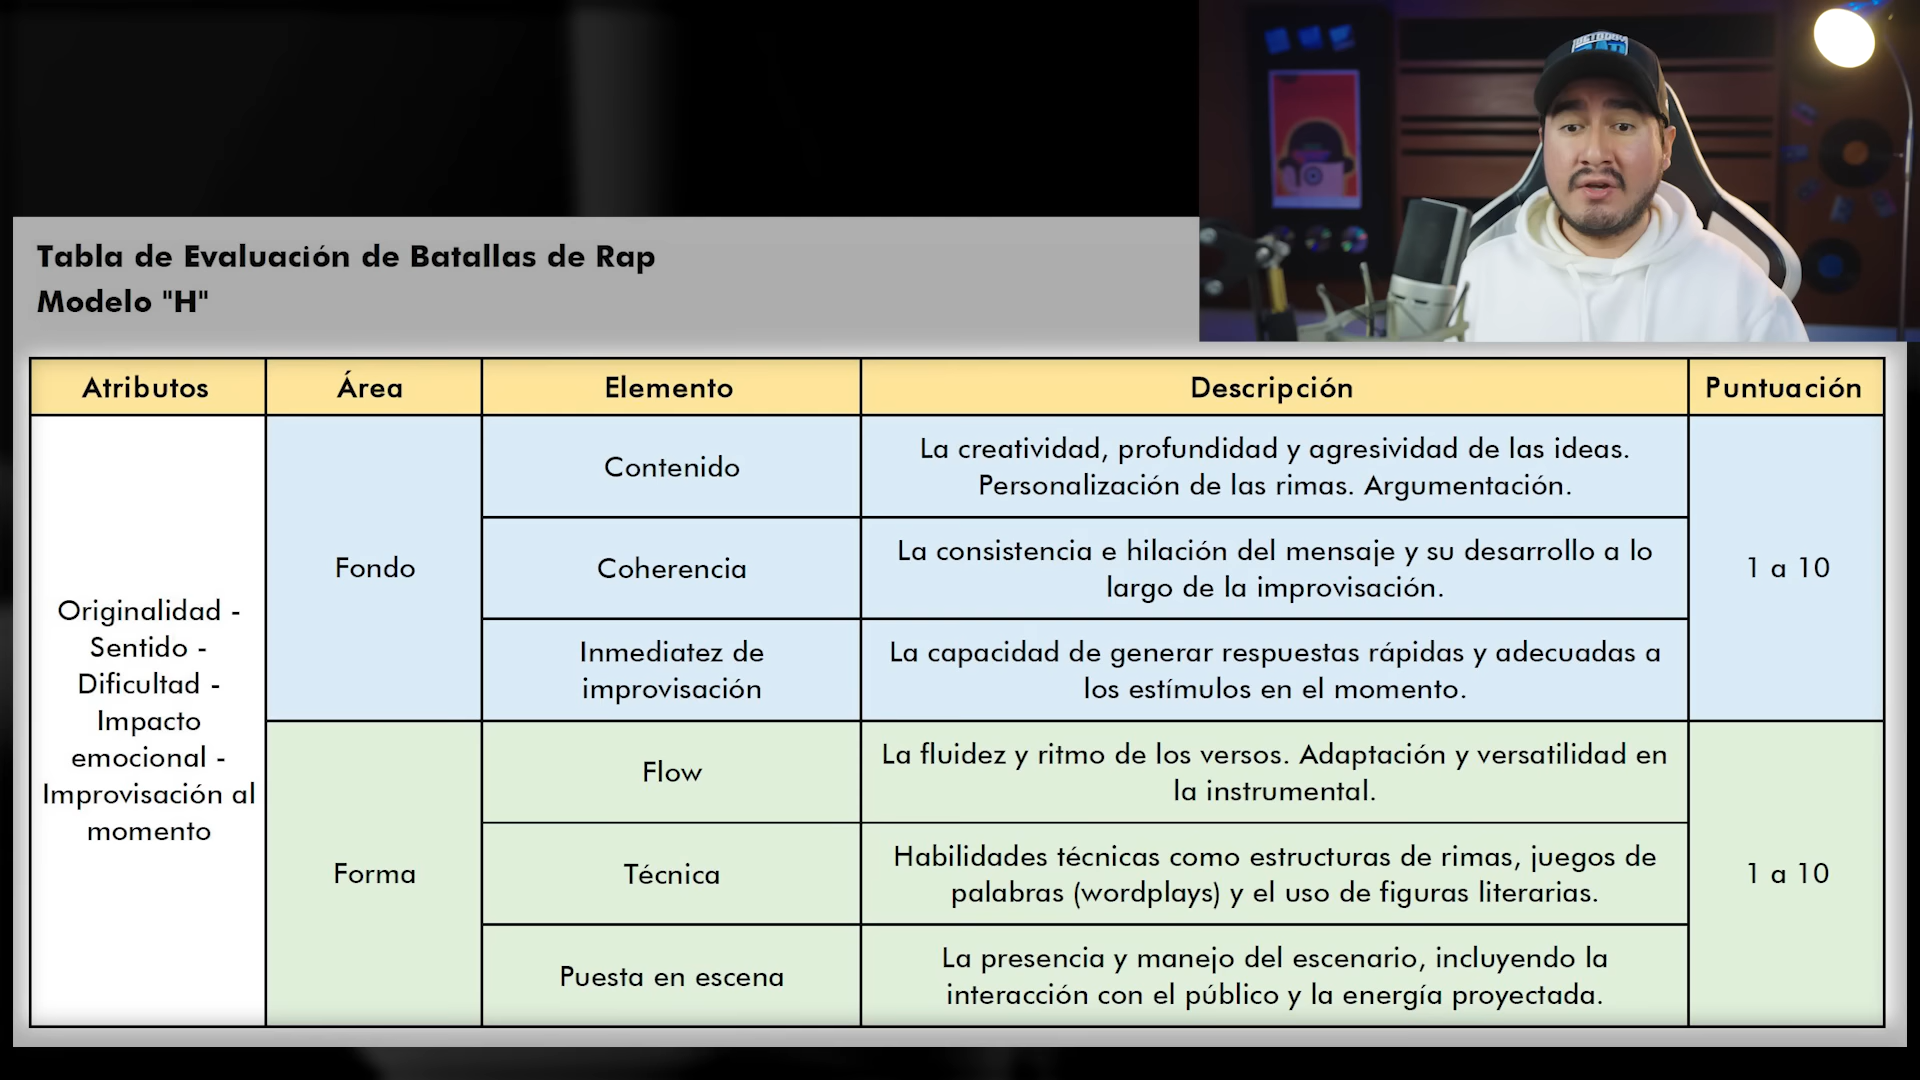 Tabla de Evaluación de Batallas de Rap
Modelo "H"
Atributos
Área
Elemento
Descripción
Puntuación
Originalidad -
Sentido -
Dificultad -
Impacto
emocional -
Improvisación al
momento
Fondo
Contenido
La creatividad, profundidad y agresividad de las ideas.
Personalización de las rimas. Argumentación.
1 a 10
Coherencia
La consistencia e hilación del mensaje y su desarrollo a lo
largo de la improvisación.
Inmediatez de
improvisación
La capacidad de generar respuestas rápidas y adecuadas a
los estímulos en el momento.
Forma
Flow
La fluidez y ritmo de los versos. Adaptación y versatilidad en
la instrumental.
1 a 10
Técnica
Habilidades técnicas como estructuras de rimas, juegos de
palabras (wordplays) y el uso de figuras literarias.
Puesta en escena
La presencia y manejo del escenario, incluyendo la
interacción con el público y la energía proyectada.